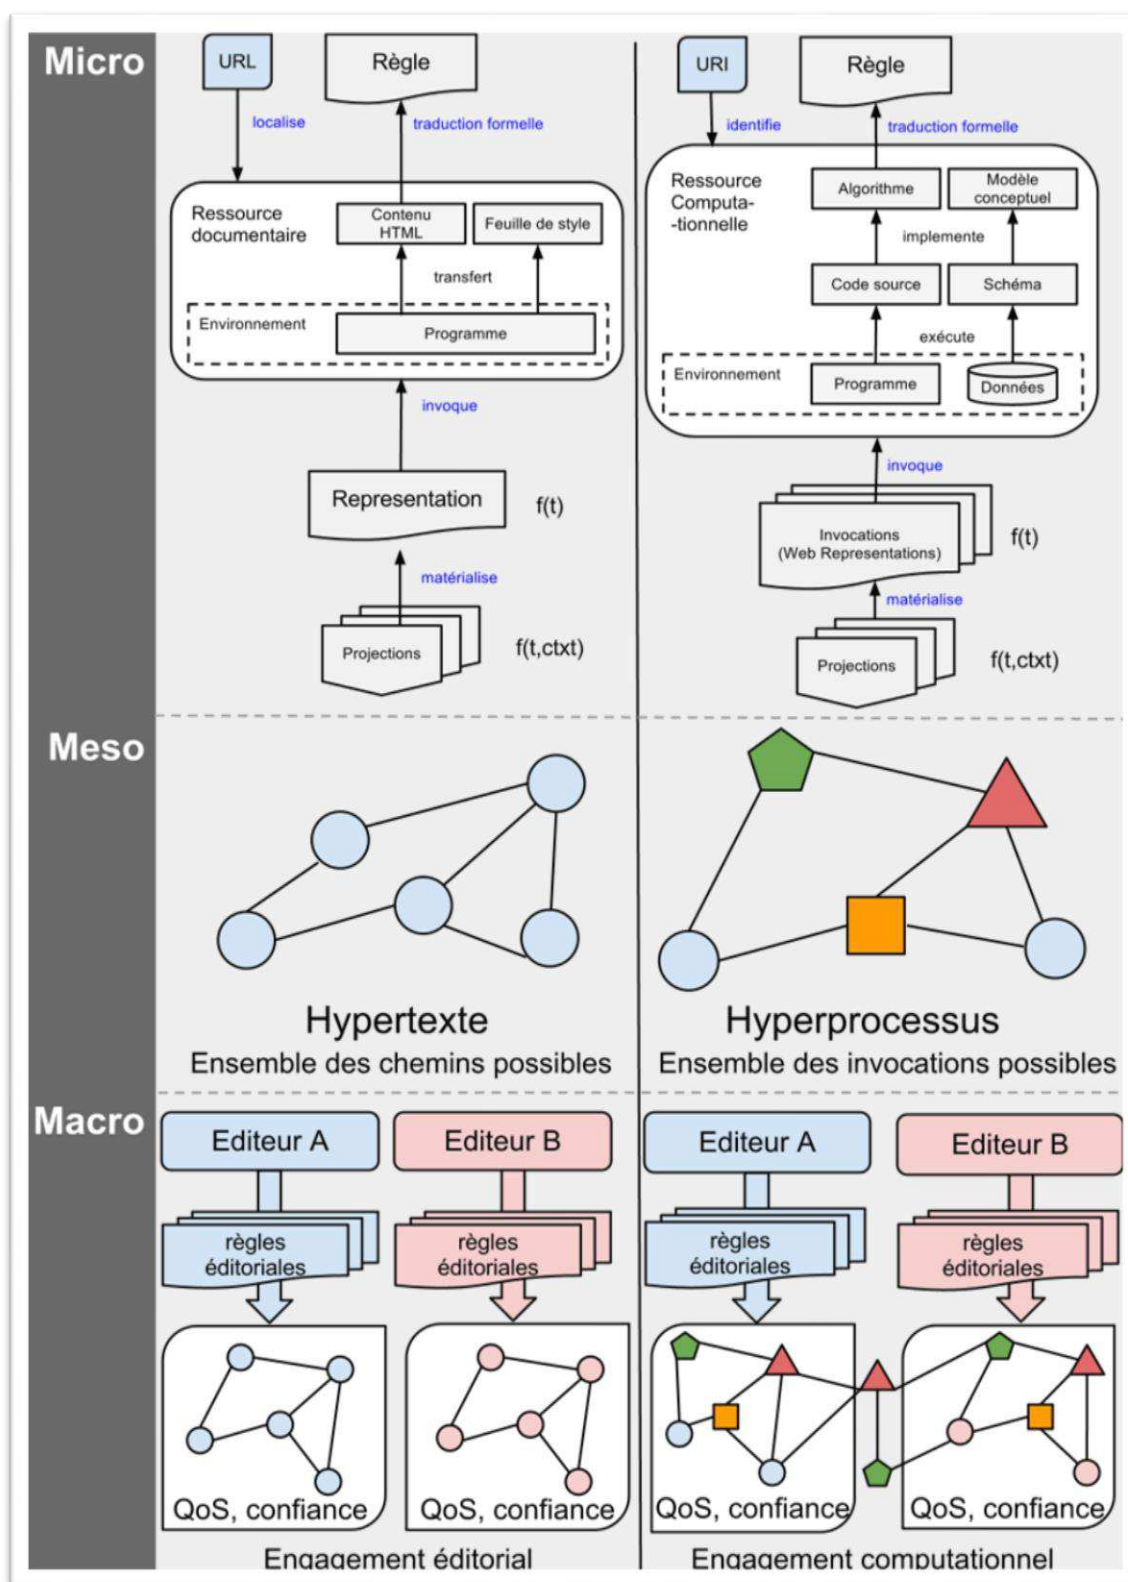 Micro
URL
Règle
localise
traduction formelle
Ressource
documentaire
Contenu
HTML
Feuille de style
transfert
Environnement
Programme
invoque
Representation
f(t)
matérialise
Projections
f(t,ctxt)
URI
Règle
identifie
traduction formelle
Ressource
Computa-
-tionnelle
Algorithme
Modèle
conceptuel
implemente
Code source
Schéma
exécute
Environnement
Programme
Données
invoque
Invocations
(Web Representations)
f(t)
matérialise
Projections
f(t,ctxt)
Meso
Hypertexte
Ensemble des chemins possibles
Hyperprocessus
Ensemble des invocations possibles
Macro
Editeur A
règles
éditoriales
QoS, confiance
Editeur B
règles
éditoriales
QoS, confiance
Engagement éditorial
Editeur A
règles
éditoriales
QoS, confiance
Editeur B
règles
éditoriales
QoS, confiance
Engagement computationnel